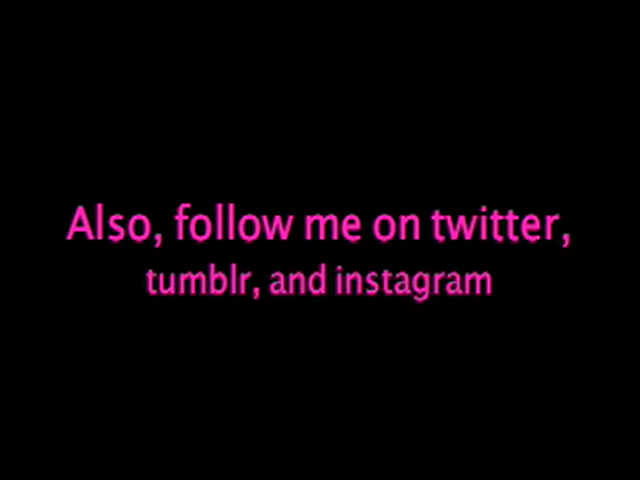 Also, follow me on twitter,
tumblr, and instagram